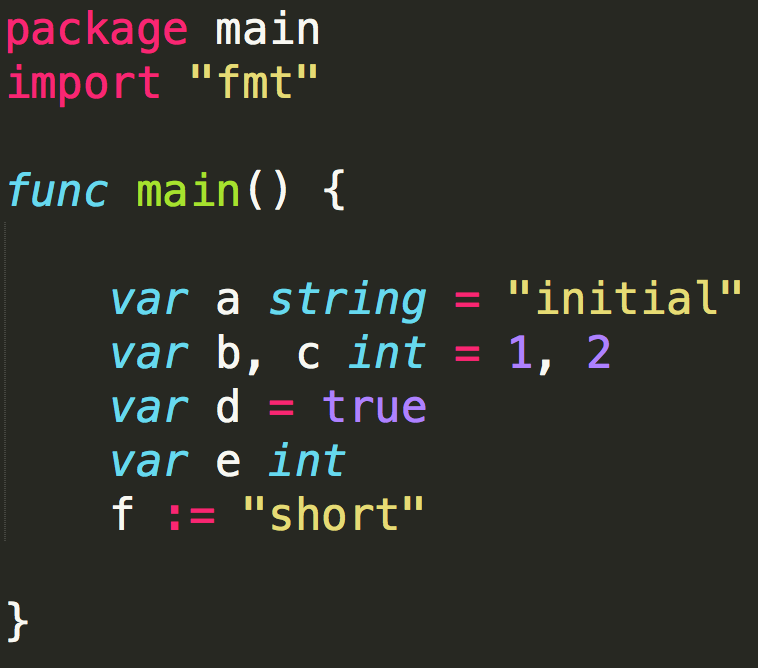 package main
import "fmt"
func main() {
var a string = "initial"
var b, c int = 1, 2
var d = true
var e int
f := "short"
}